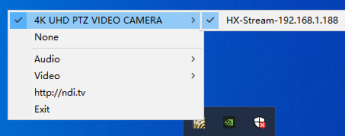 4K UHD PTZ VIDEO CAMERA
HX-Stream-192.168.1.188
None
Audio
Video
http://ndi.tv
Exit